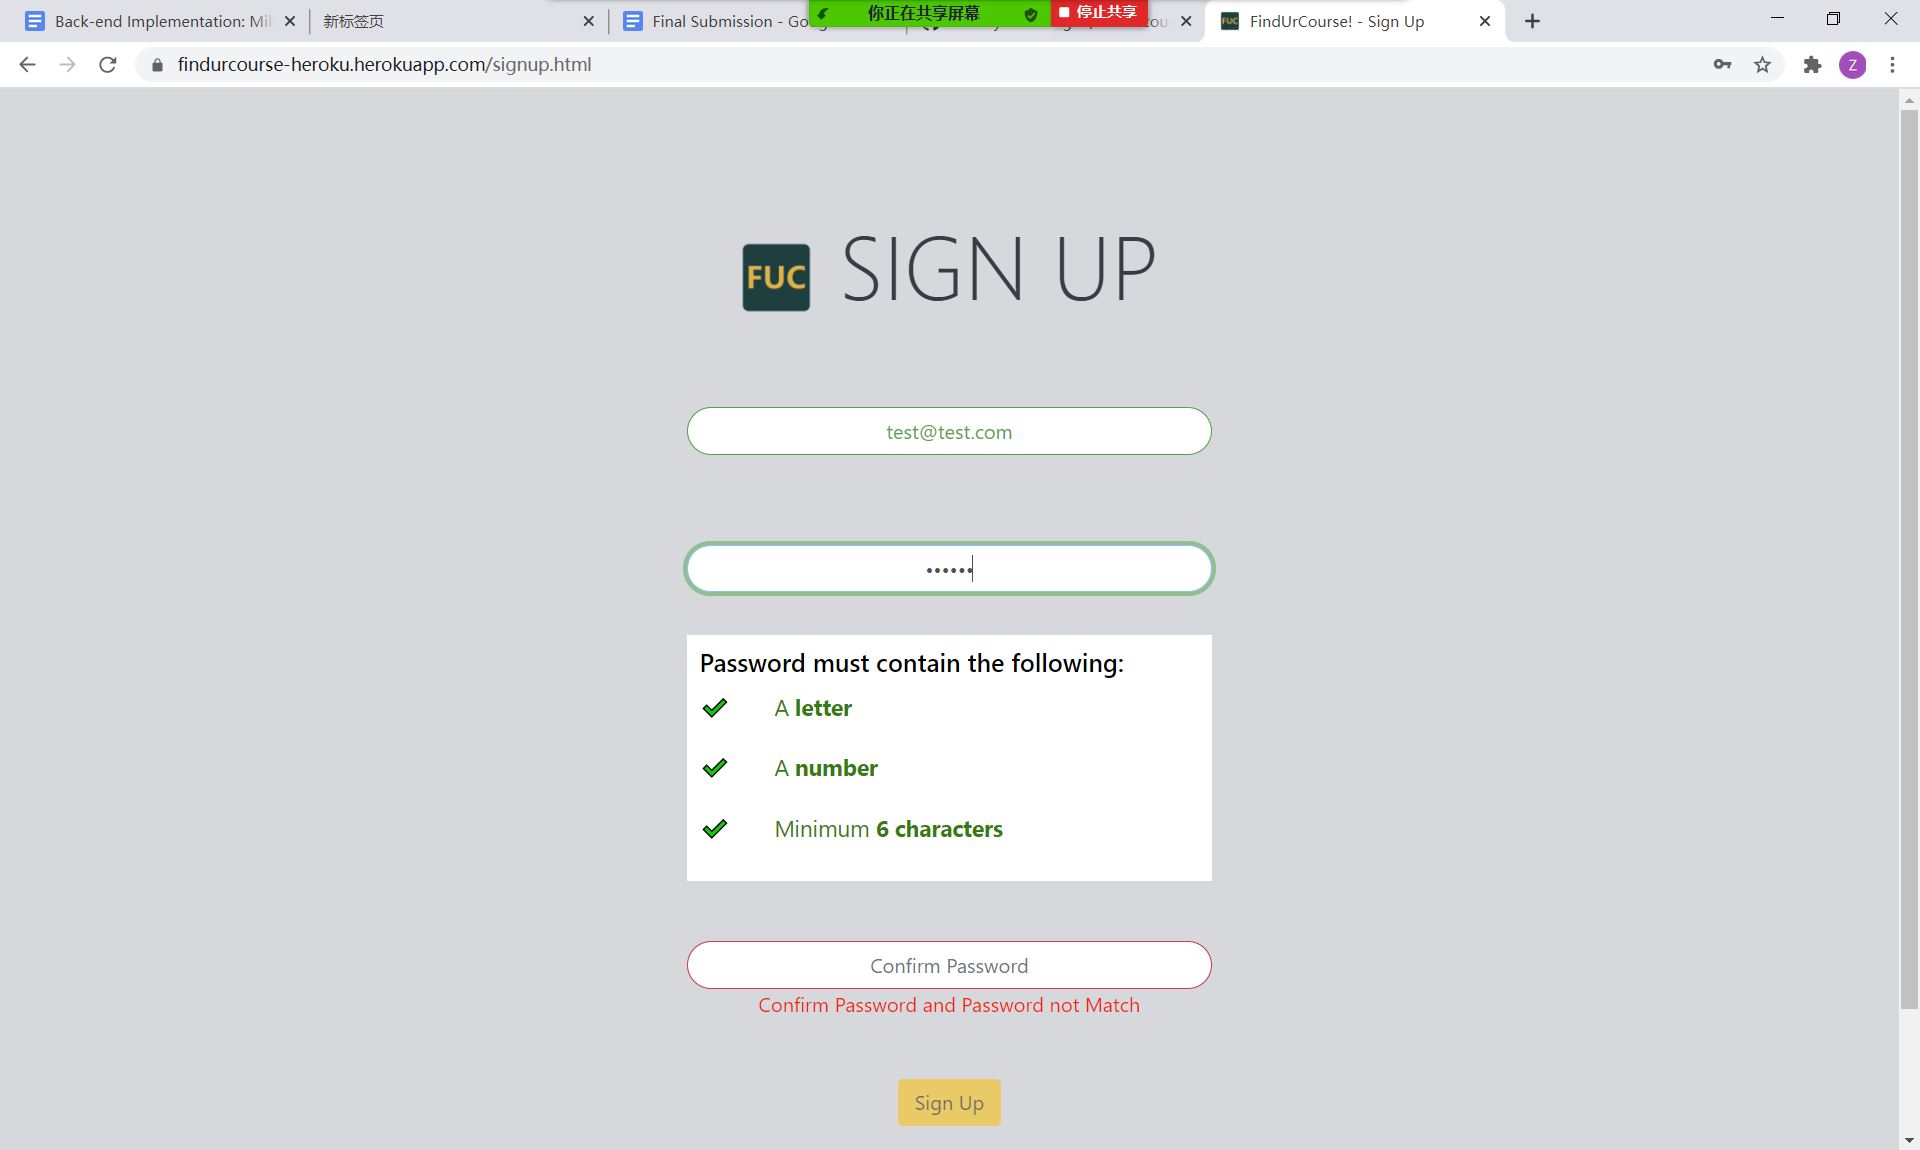 Back-end Implementation: Mil
新标签页
Final Submission - Goo
你正在共享屏幕
停止共享
cou
FindUrCourse! - Sign Up
findurcourse-heroku.herokuapp.com/signup.html
Z
FUC
SIGN UP
test@test.com
••••••
Password must contain the following:
A letter
A number
Minimum 6 characters
Confirm Password
Confirm Password and Password not Match
Sign Up